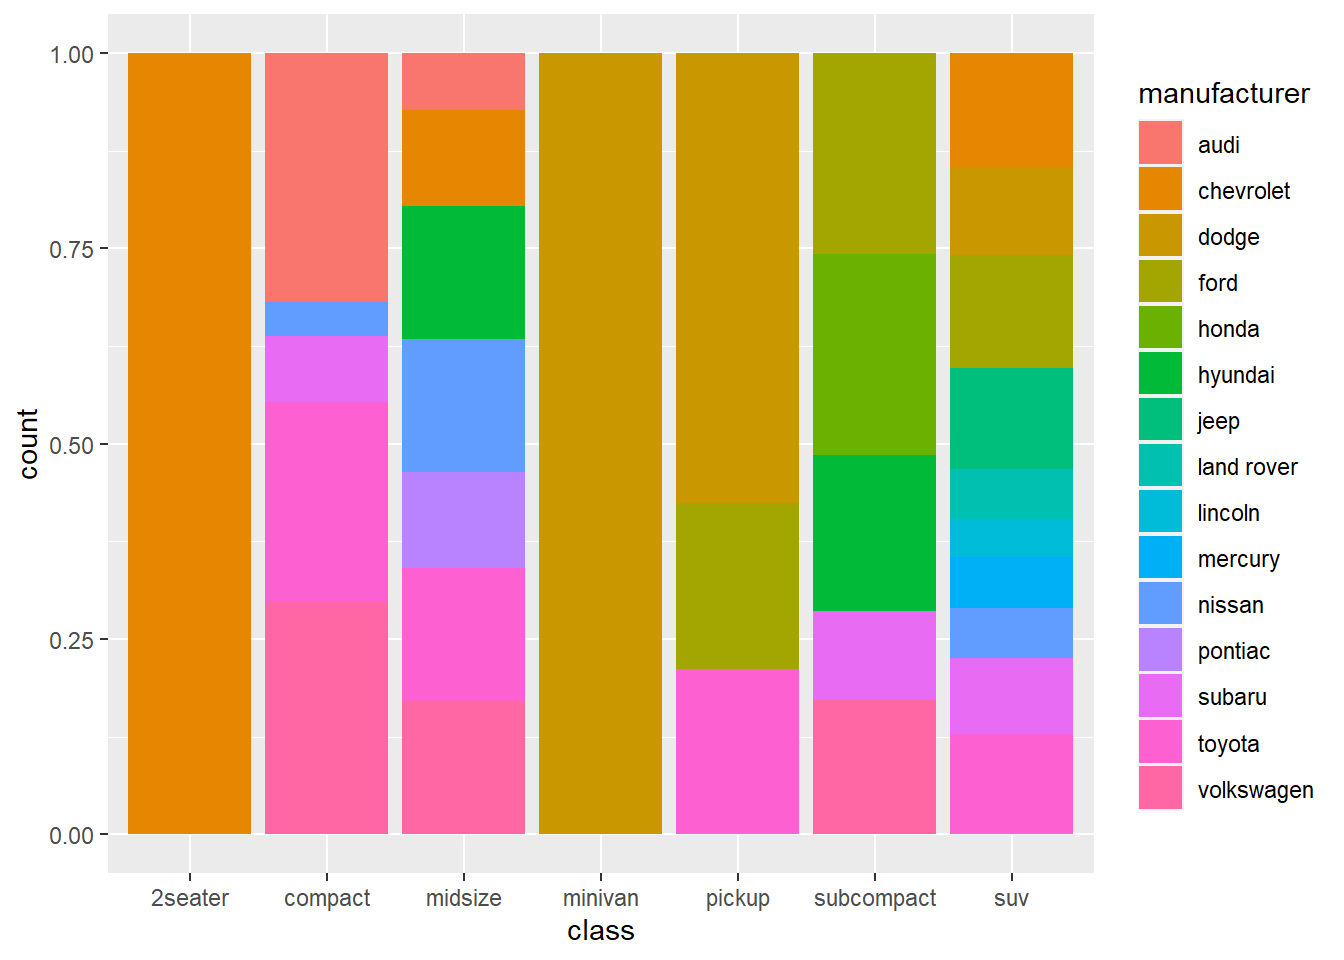 1.00
0.75
0.50
0.25
0.00
count
2seater compact midsize minivan pickup subcompact suv
class
manufacturer
audi
chevrolet
dodge
ford
honda
hyundai
jeep
land rover
lincoln
mercury
nissan
pontiac
subaru
toyota
volkswagen